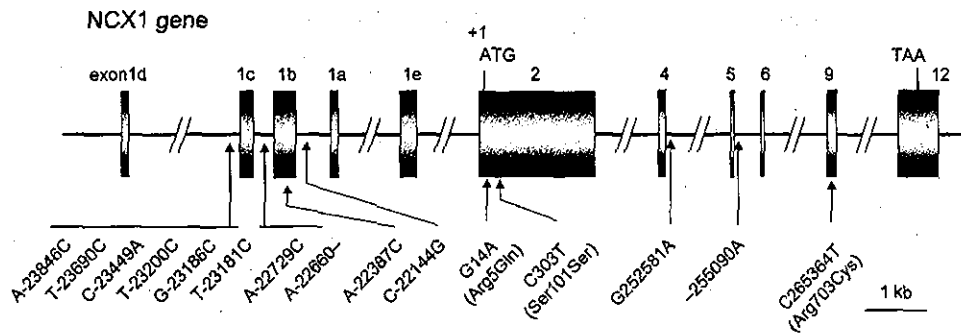 NCX1 gene
+1
ATG
TAA
exon1d
1c
1b
1a
1e
2
4
5
6
9
12
A-23846C
T-23690C
C-23449A
T-23200C
G-23186C
T-23181C
A-22729C
A-22660–
A-22387C
C-22144G
G14A
(Arg5Gln)
C303T
(Ser101Ser)
G252581A
–255090A
C265364T
(Arg703Cys)
1 kb